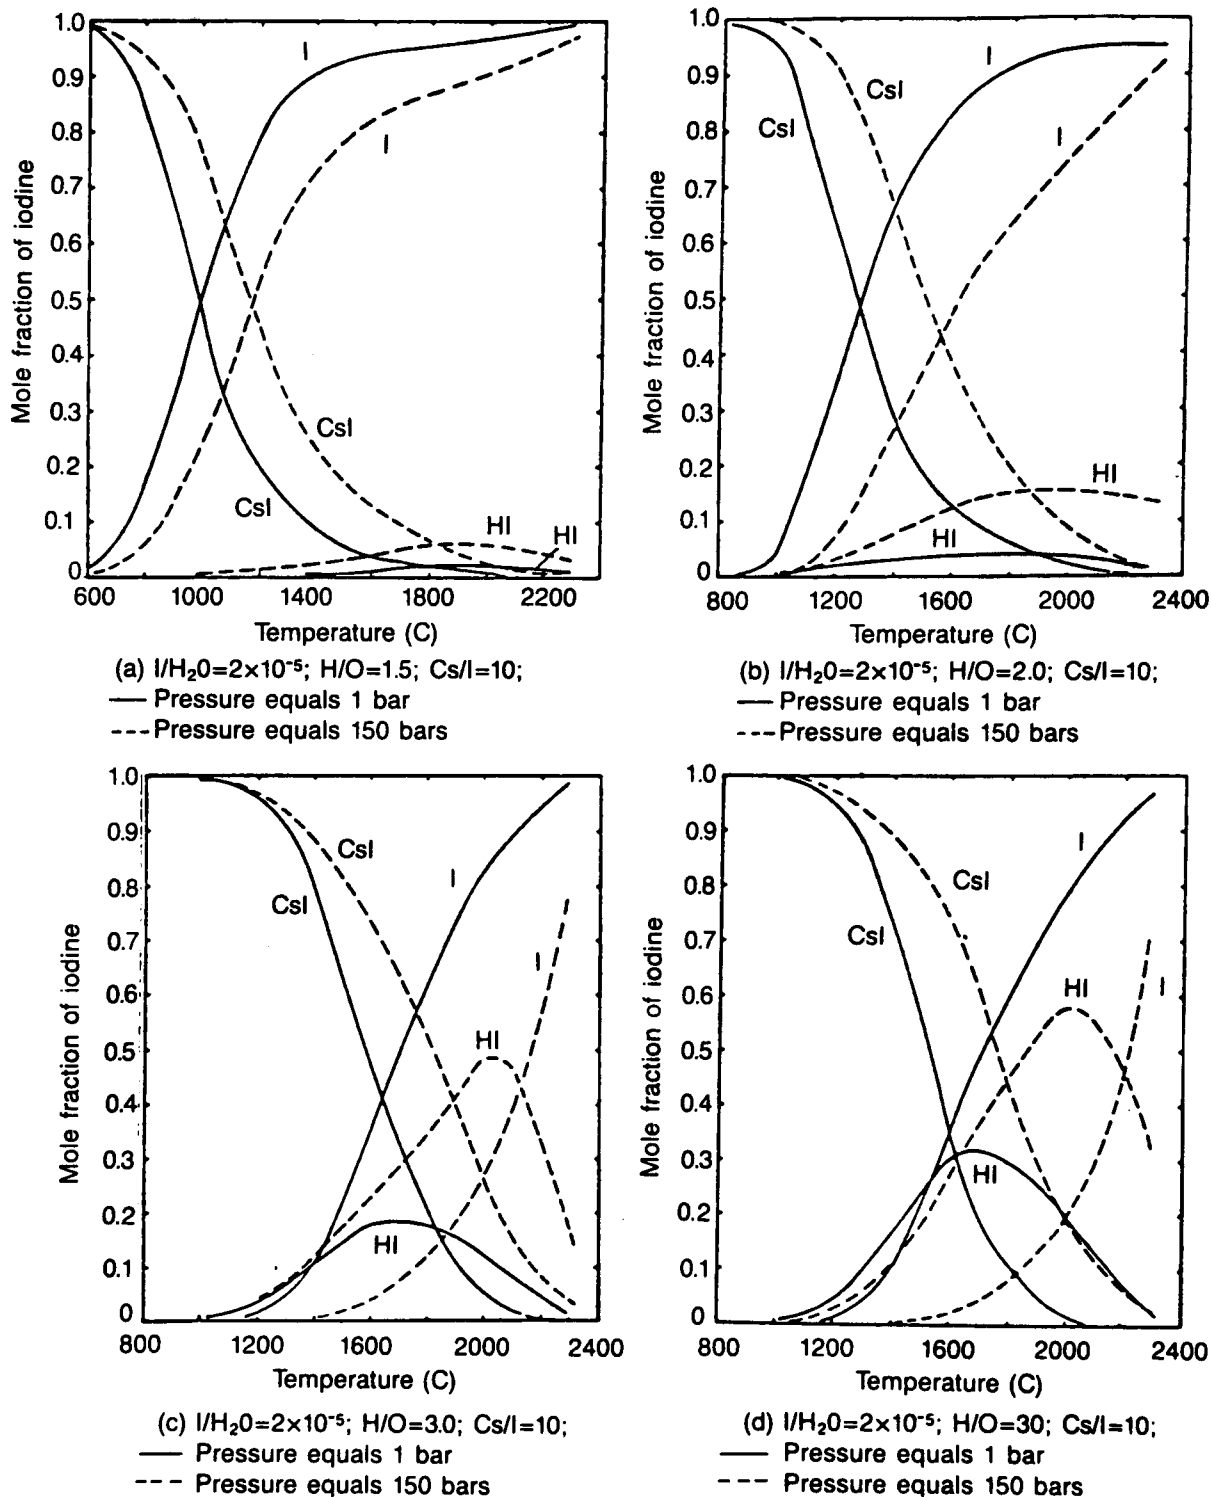 1.0
0.9
0.8
0.7
0.6
0.5
0.4
0.3
0.2
0.1
0
Mole fraction of iodine
I
I
CsI
CsI
HI
HI
600 1000 1400 1800 2200
Temperature (C)
(a) I/H₂0=2×10⁻⁵; H/O=1.5; Cs/I=10;
Pressure equals 1 bar
Pressure equals 150 bars
1.0
0.9
0.8
0.7
0.6
0.5
0.4
0.3
0.2
0.1
0
Mole fraction of iodine
I
CsI
CsI
I
HI
HI
800 1200 1600 2000 2400
Temperature (C)
(b) I/H₂0=2×10⁻⁵; H/O=2.0; Cs/I=10;
Pressure equals 1 bar
Pressure equals 150 bars
1.0
0.9
0.8
0.7
0.6
0.5
0.4
0.3
0.2
0.1
0
Mole fraction of iodine
CsI
CsI
I
I
HI
HI
800 1200 1600 2000 2400
Temperature (C)
(c) I/H₂0=2×10⁻⁵; H/O=3.0; Cs/I=10;
Pressure equals 1 bar
Pressure equals 150 bars
1.0
0.9
0.8
0.7
0.6
0.5
0.4
0.3
0.2
0.1
0
Mole fraction of iodine
I
CsI
CsI
HI
I
HI
800 1200 1600 2000 2400
Temperature (C)
(d) I/H₂0=2×10⁻⁵; H/O=30; Cs/I=10;
Pressure equals 1 bar
Pressure equals 150 bars